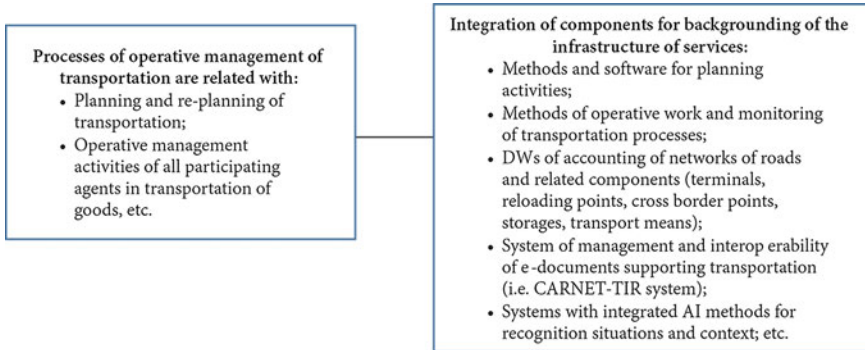 Processes of operative management of
transportation are related with:
• Planning and re-planning of
transportation;
• Operative management
activities of all participating
agents in transportation of
goods, etc.
Integration of components for backgrounding of the
infrastructure of services:
• Methods and software for planning
activities;
• Methods of operative work and monitoring
of transportation processes;
• DWs of accounting of networks of roads
and related components (terminals,
reloading points, cross border points,
storages, transport means);
• System of management and interop erability
of e-documents supporting transportation
(i.e. CARNET-TIR system);
• Systems with integrated AI methods for
recognition situations and context; etc.